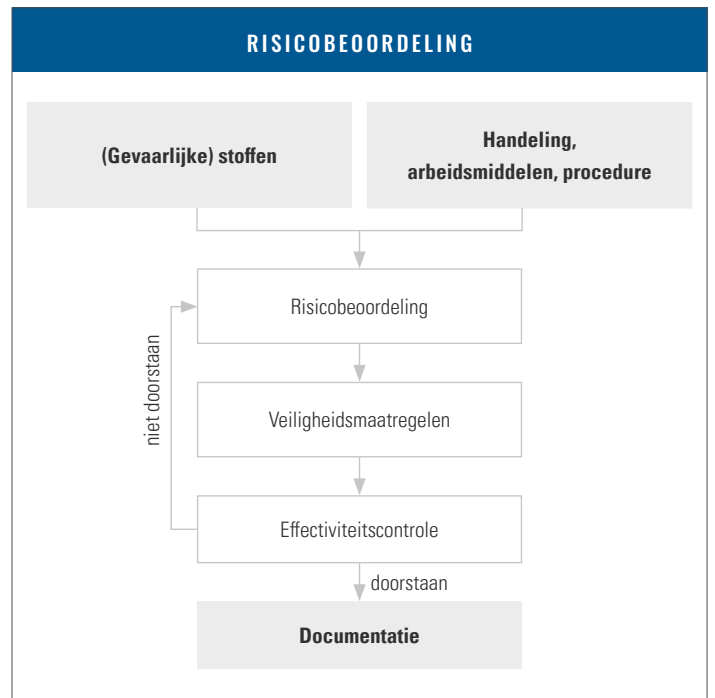 RISICOBEOORDELING
(Gevaarlijke) stoffen
Handeling,
arbeidsmiddelen, procedure
Risicobeoordeling
niet doorstaan
Veiligheidsmaatregelen
Effectiviteitscontrole
doorstaan
Documentatie